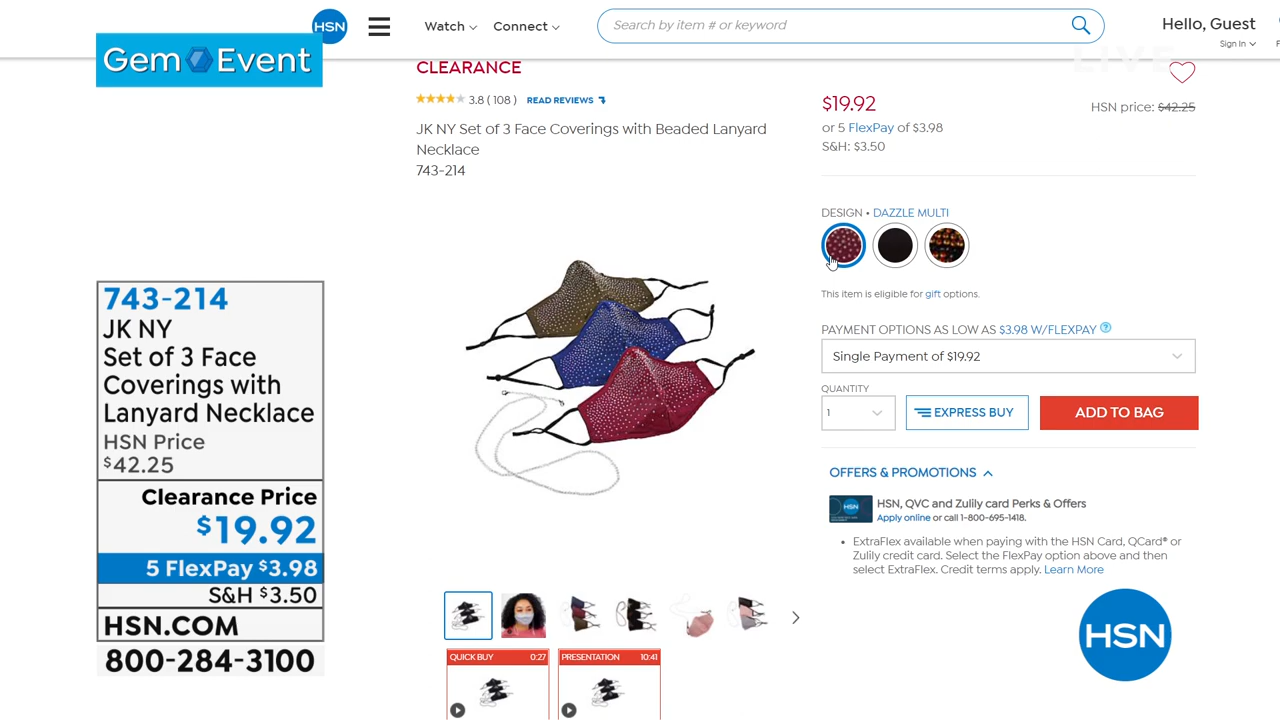 HSN
Watch
Connect
Search by item # or keyword
Hello, Guest
Sign In
Gem Event
LIVE
CLEARANCE
3.8 ( 108 ) READ REVIEWS
JK NY Set of 3 Face Coverings with Beaded Lanyard
Necklace
743-214
$19.92
HSN price: $42.25
or 5 FlexPay of $3.98
S&H: $3.50
DESIGN • DAZZLE MULTI
This item is eligible for gift options.
PAYMENT OPTIONS AS LOW AS $3.98 W/FLEXPAY ?
Single Payment of $19.92
QUANTITY
1
EXPRESS BUY
ADD TO BAG
OFFERS & PROMOTIONS
HSN
HSN, QVC and Zulily card Perks & Offers
Apply online or call 1-800-695-1418.
• ExtraFlex available when paying with the HSN Card, QCard® or
Zulily credit card. Select the FlexPay option above and then
select ExtraFlex. Credit terms apply. Learn More
743-214
JK NY
Set of 3 Face
Coverings with
Lanyard Necklace
HSN Price
$42.25
Clearance Price
$19.92
5 FlexPay $3.98
S&H $3.50
HSN.COM
800-284-3100
QUICK BUY 0:27
PRESENTATION 10:41
HSN